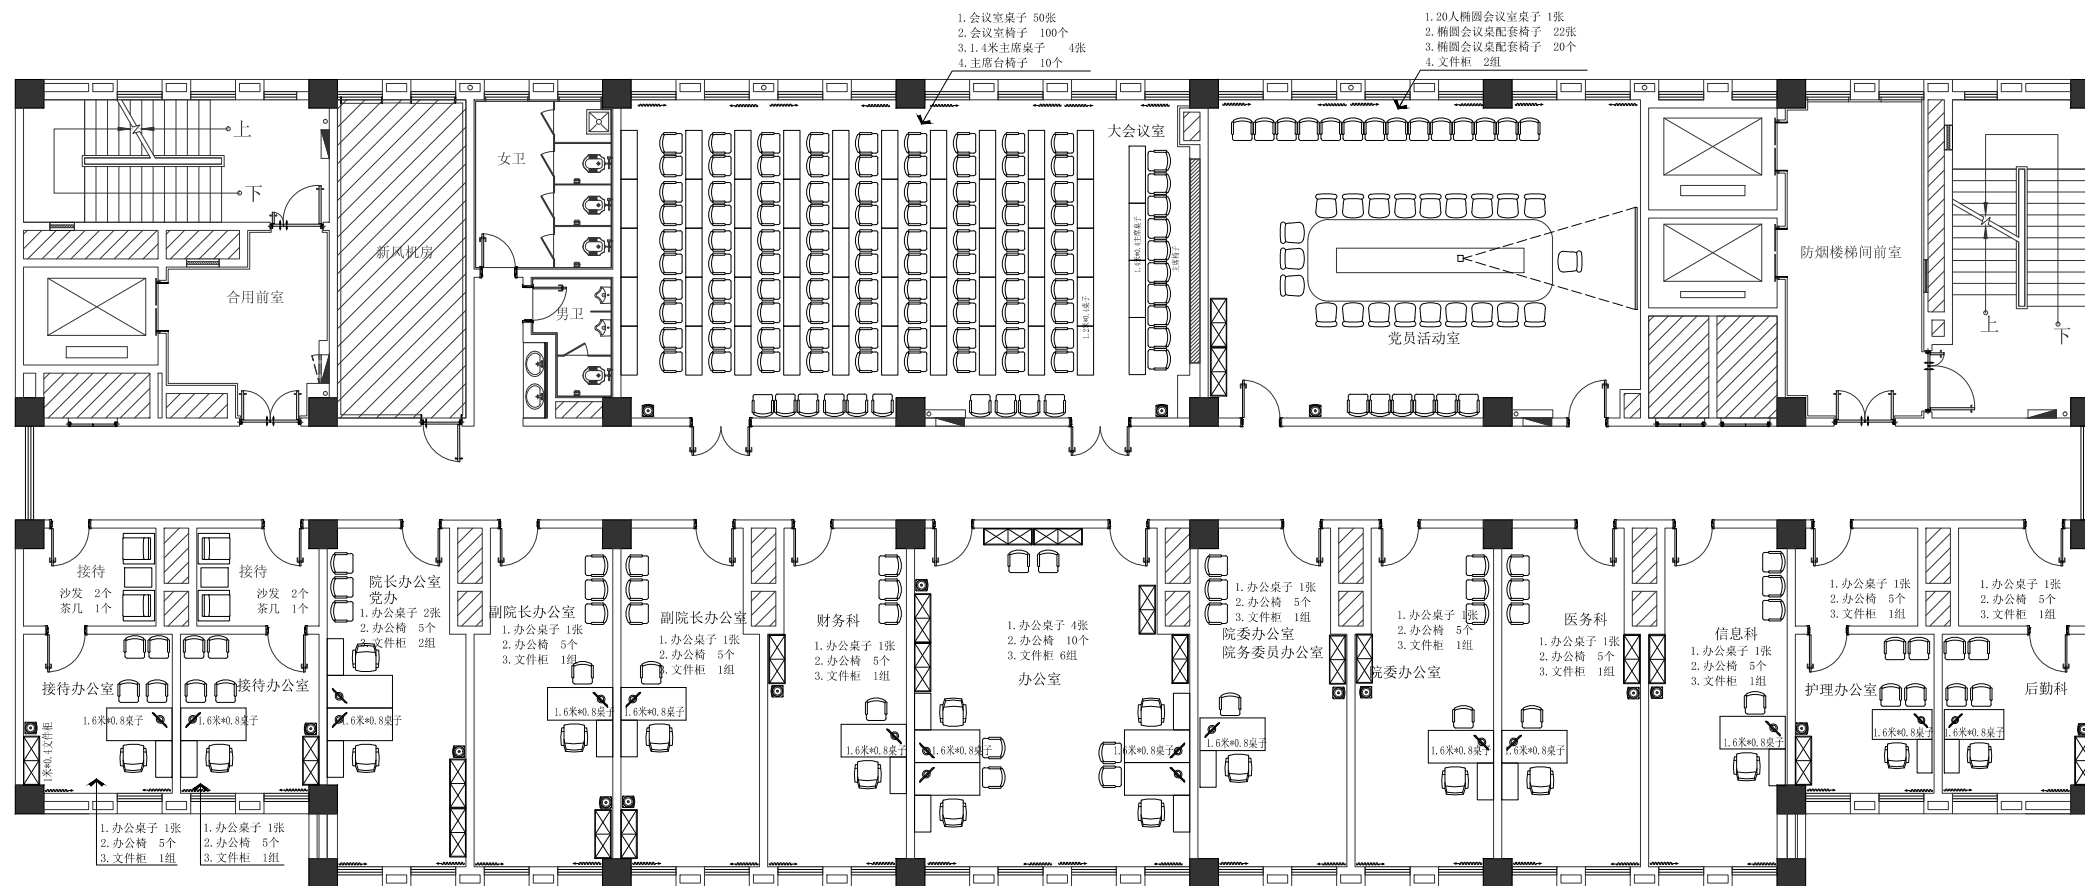 1.会议室桌子 50张
2.会议室椅子 100个
3.1.4米主席桌子 4张
4.主席台椅子 10个
1.20人椭圆会议室桌子 1张
2.椭圆会议桌配套椅子 22张
3.椭圆会议桌配套椅子 20个
4.文件柜 2组
上
下
合用前室
新风机房
女卫
男卫
大会议室
1.4米*0.4主席桌子
主席椅子
1.2米*0.4桌子
党员活动室
防烟楼梯间前室
上
下
接待
沙发 2个
茶几 1个
接待
沙发 2个
茶几 1个
院长办公室
党办
1.办公桌子 2张
2.办公椅 5个
3.文件柜 2组
副院长办公室
1.办公桌子 1张
2.办公椅 5个
3.文件柜 1组
副院长办公室
1.办公桌子 1张
2.办公椅 5个
3.文件柜 1组
财务科
1.办公桌子 1张
2.办公椅 5个
3.文件柜 1组
1.办公桌子 4张
2.办公椅 10个
3.文件柜 6组
办公室
1.办公桌子 1张
2.办公椅 5个
3.文件柜 1组
院委办公室
院务委员办公室
1.办公桌子 1张
2.办公椅 5个
3.文件柜 1组
院委办公室
医务科
1.办公桌子 1张
2.办公椅 5个
3.文件柜 1组
信息科
1.办公桌子 1张
2.办公椅 5个
3.文件柜 1组
1.办公桌子 1张
2.办公椅 5个
3.文件柜 1组
护理办公室
1.办公桌子 1张
2.办公椅 5个
3.文件柜 1组
后勤科
接待办公室
接待办公室
1米*0.4文件柜
1.6米*0.8桌子
1.6米*0.8桌子
1.6米*0.8桌子
1.6米*0.8桌子
1.6米*0.8桌子
1.6米*0.8桌子
1.6米*0.8桌子
1.6米*0.8桌子
1.6米*0.8桌子
1.6米*0.8桌子
1.6米*0.8桌子
1.6米*0.8桌子
1.6米*0.8桌子
1.6米*0.8桌子
1.办公桌子 1张
2.办公椅 5个
3.文件柜 1组
1.办公桌子 1张
2.办公椅 5个
3.文件柜 1组